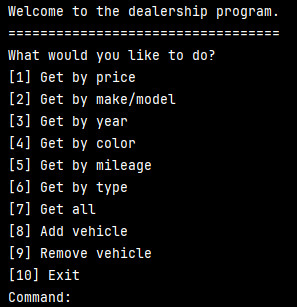 Welcome to the dealership program.
==================================
What would you like to do?
[1] Get by price
[2] Get by make/model
[3] Get by year
[4] Get by color
[5] Get by mileage
[6] Get by type
[7] Get all
[8] Add vehicle
[9] Remove vehicle
[10] Exit
Command: